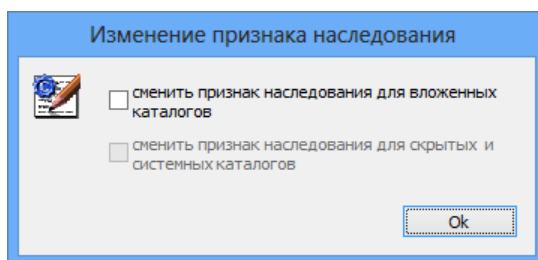 Изменение признака наследования
сменить признак наследования для вложенных
каталогов
сменить признак наследования для скрытых и
системных каталогов
Ok